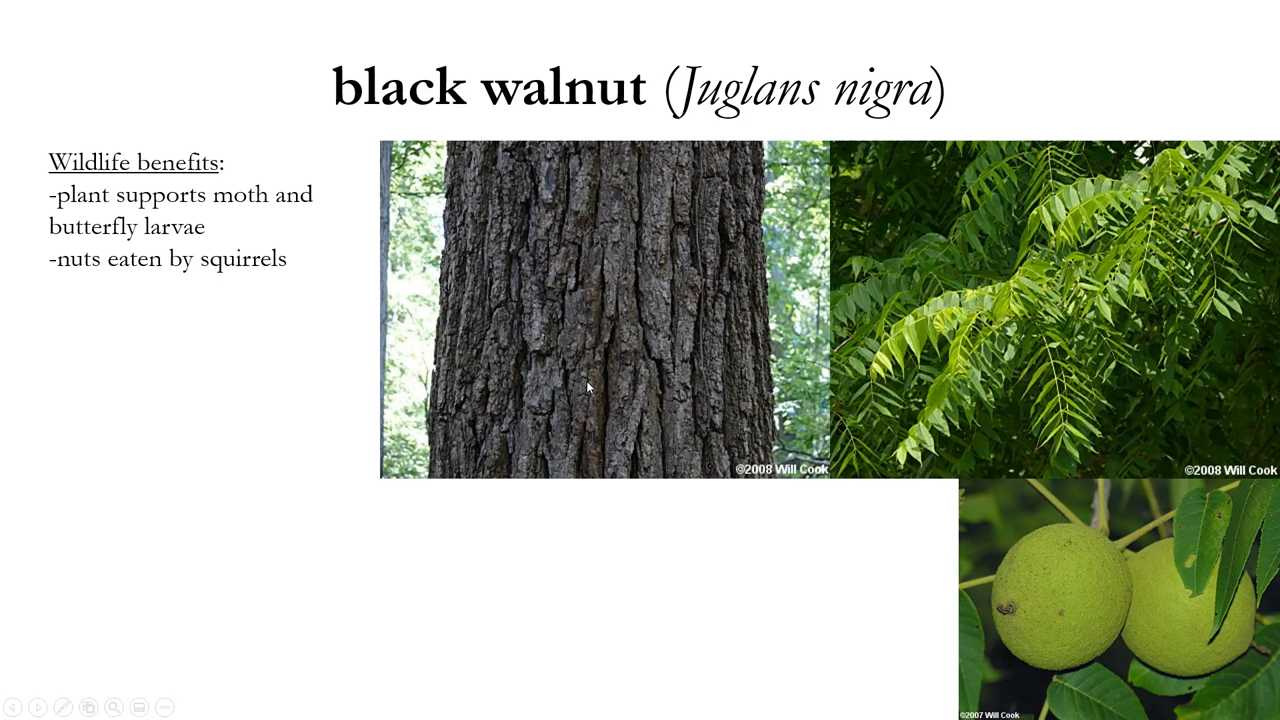 black walnut (Juglans nigra)
Wildlife benefits:
-plant supports moth and
butterfly larvae
-nuts eaten by squirrels
©2008 Will Cook
©2008 Will Cook
©2007 Will Cook